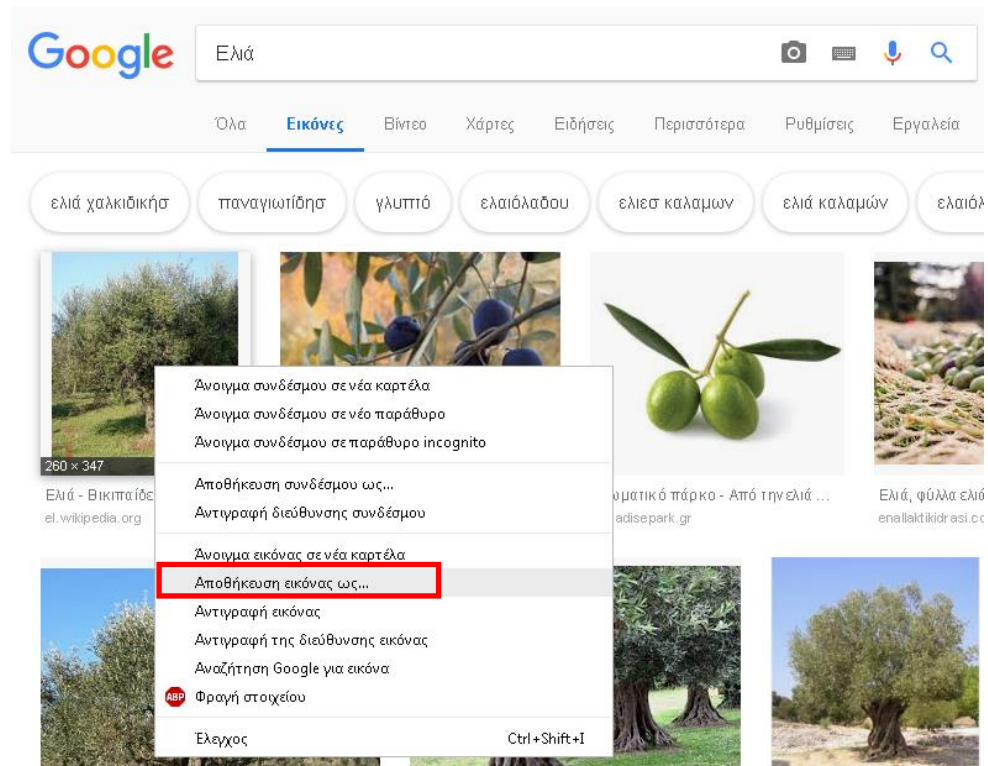 Google
Ελιά
Όλα Εικόνες Βίντεο Χάρτες Ειδήσεις Περισσότερα Ρυθμίσεις Εργαλεία
ελιά χαλκιδικήσ παναγιωτίδησ γλυπτό ελαιόλαδου ελιεσ καλαμων ελιά καλαμών ελαιόλ
260 × 347
Ελιά - Βικιπαίδε
el.wikipedia.org
ωματικό πάρκο - Από την ελιά ...
adisepark.gr
Ελιά, φύλλα ελιά
enallaktikidrasi.co
Άνοιγμα συνδέσμου σε νέα καρτέλα
Άνοιγμα συνδέσμου σε νέο παράθυρο
Άνοιγμα συνδέσμου σε παράθυρο incognito
Αποθήκευση συνδέσμου ως...
Αντιγραφή διεύθυνσης συνδέσμου
Άνοιγμα εικόνας σε νέα καρτέλα
Αποθήκευση εικόνας ως...
Αντιγραφή εικόνας
Αντιγραφή της διεύθυνσης εικόνας
Αναζήτηση Google για εικόνα
ABP Φραγή στοιχείου
Έλεγχος Ctrl+Shift+I